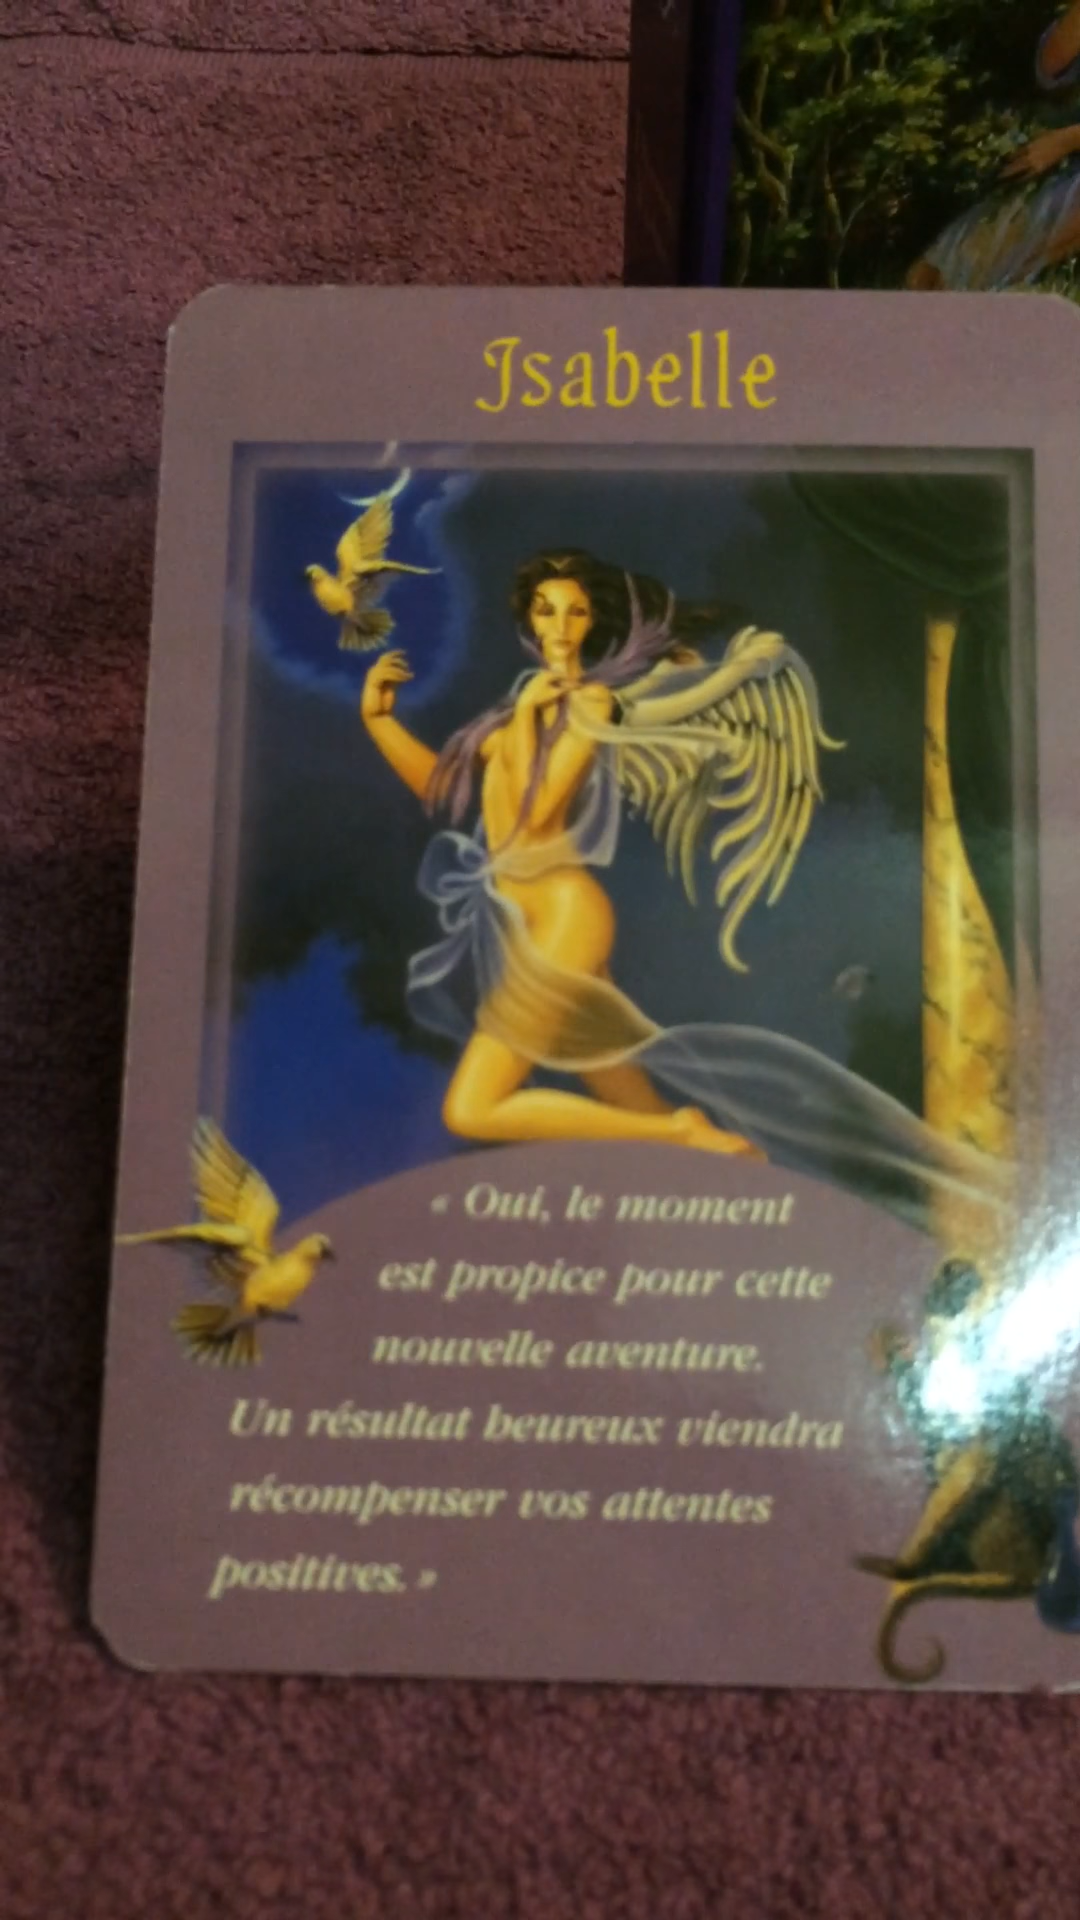 Isabelle
« Oui, le moment
est propice pour cette
nouvelle aventure.
Un résultat heureux viendra
récompenser vos attentes
positives. »